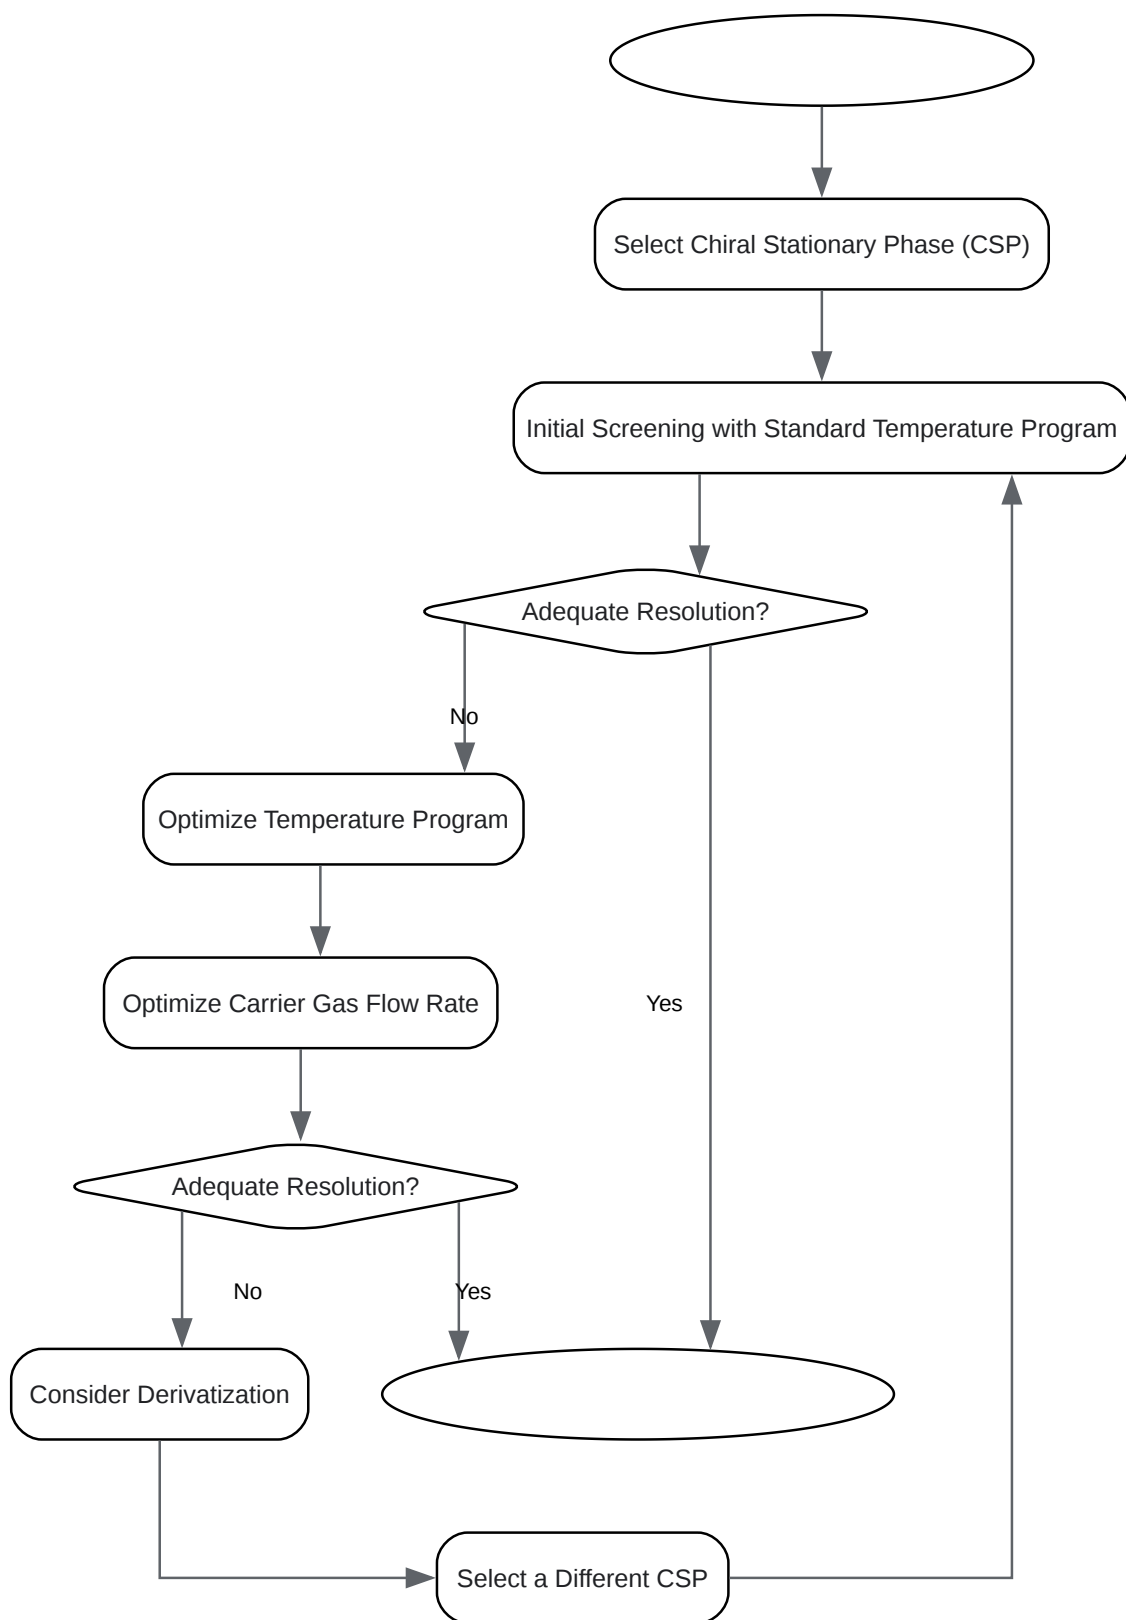 Select Chiral Stationary Phase (CSP)
Initial Screening with Standard Temperature Program
Adequate Resolution?
No
Optimize Temperature Program
Optimize Carrier Gas Flow Rate
Yes
Adequate Resolution?
No
Yes
Consider Derivatization
Select a Different CSP